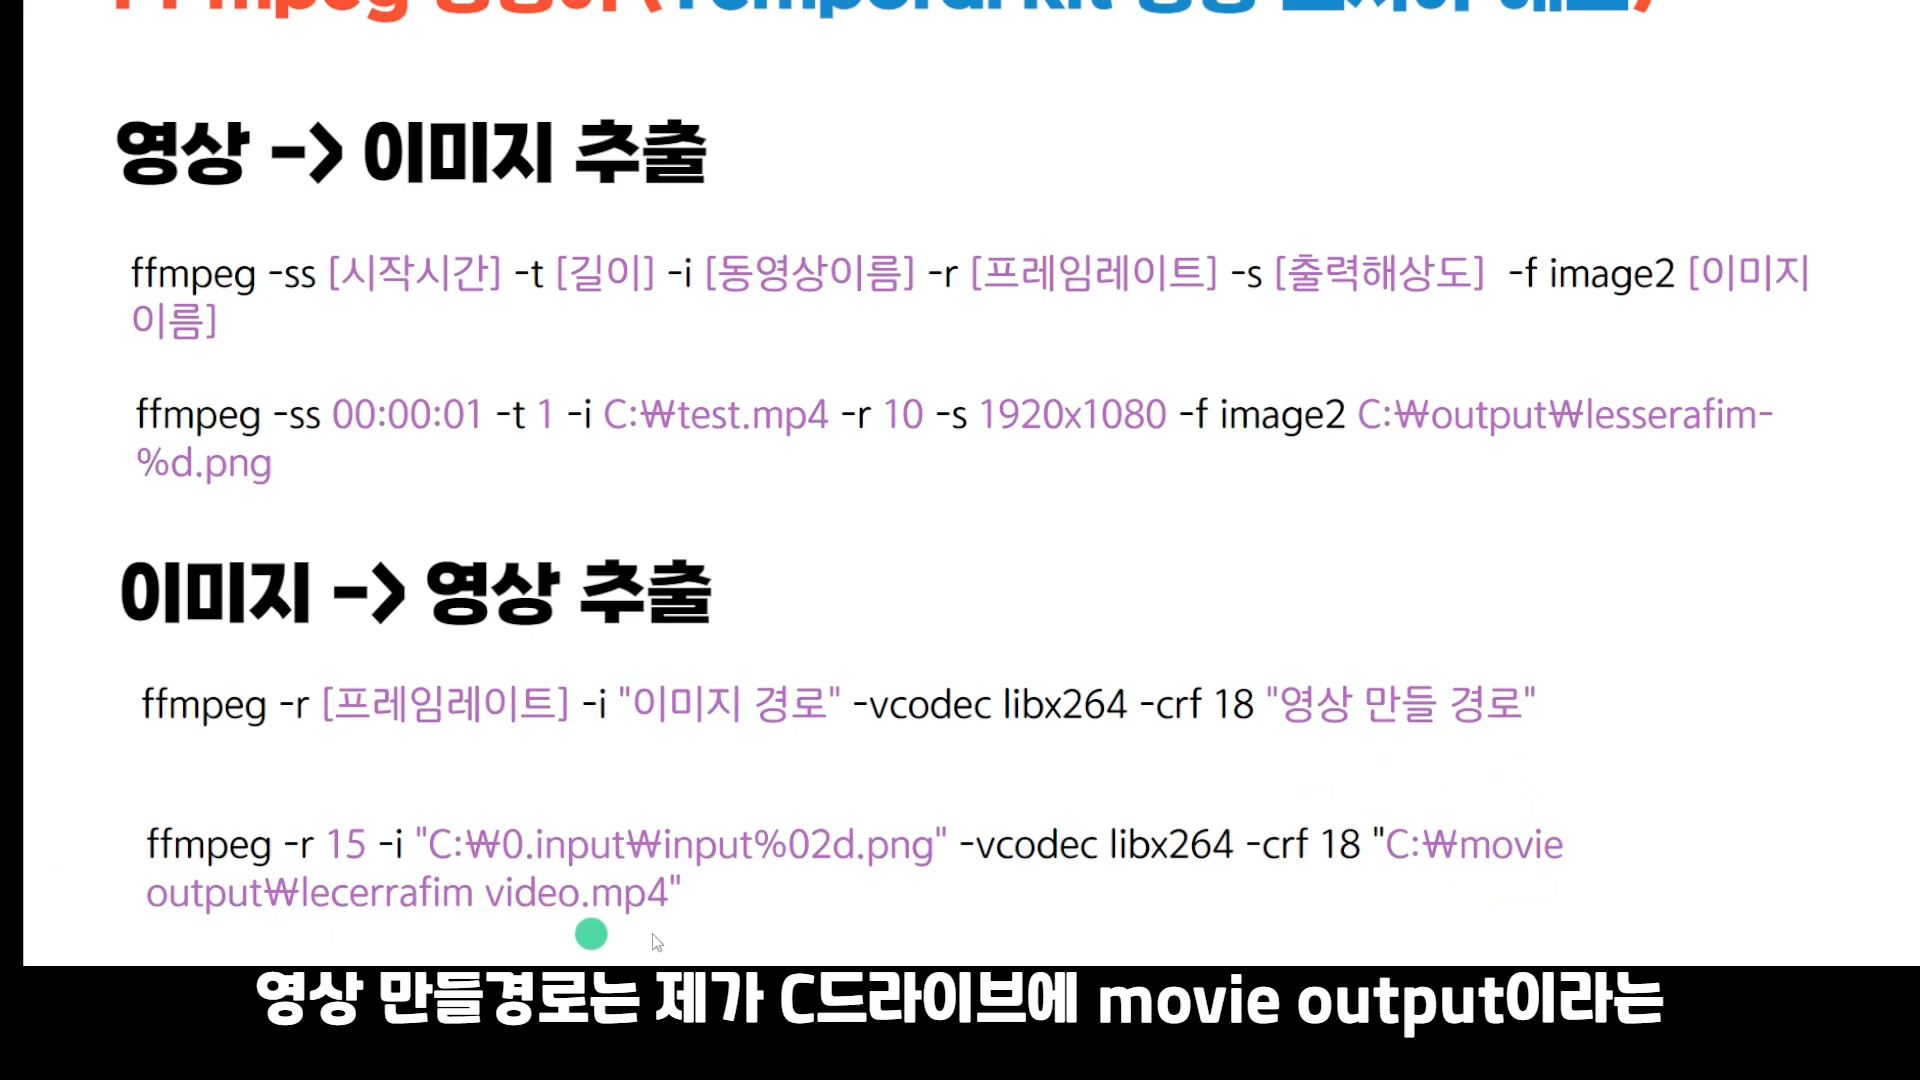 영상 -> 이미지 추출
ffmpeg -ss [시작시간] -t [길이] -i [동영상이름] -r [프레임레이트] -s [출력해상도] -f image2 [이미지
이름]
ffmpeg -ss 00:00:01 -t 1 -i C:₩test.mp4 -r 10 -s 1920x1080 -f image2 C:₩output₩lesserafim-
%d.png
이미지 -> 영상 추출
ffmpeg -r [프레임레이트] -i "이미지 경로" -vcodec libx264 -crf 18 "영상 만들 경로"
ffmpeg -r 15 -i "C:₩0.input₩input%02d.png" -vcodec libx264 -crf 18 "C:₩movie
output₩lecerrafim video.mp4"
영상 만들경로는 제가 C드라이브에 movie output이라는